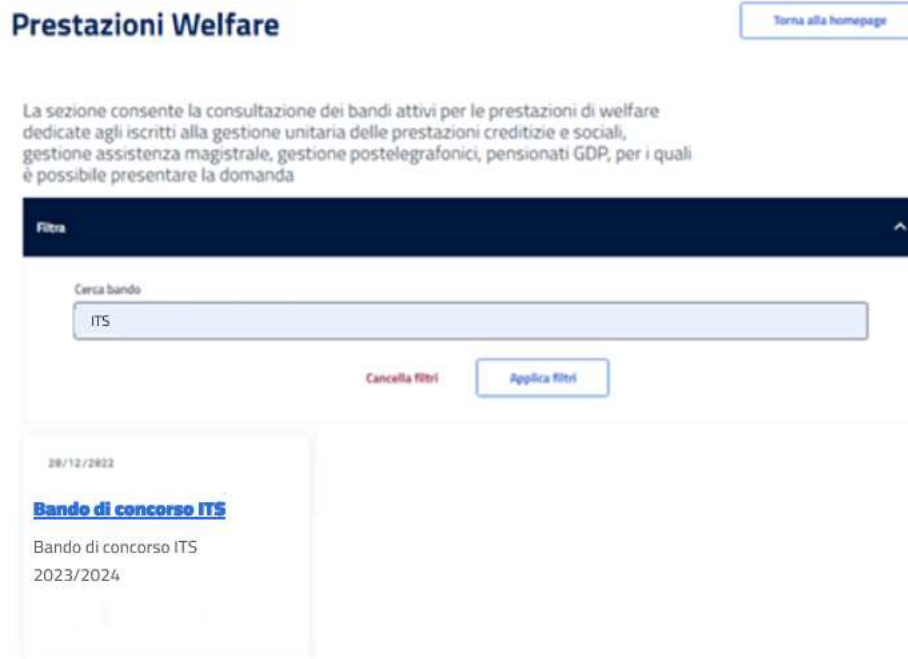 Prestazioni Welfare
Torna alla homepage
La sezione consente la consultazione dei bandi attivi per le prestazioni di welfare
dedicate agli iscritti alla gestione unitaria delle prestazioni creditizie e sociali,
gestione assistenza magistrale, gestione postelegrafonici, pensionati GDP, per i quali
è possibile presentare la domanda
Filtra
Cerca bando
ITS
Cancella filtri
Applica filtri
20/12/2022
Bando di concorso ITS
Bando di concorso ITS
2023/2024